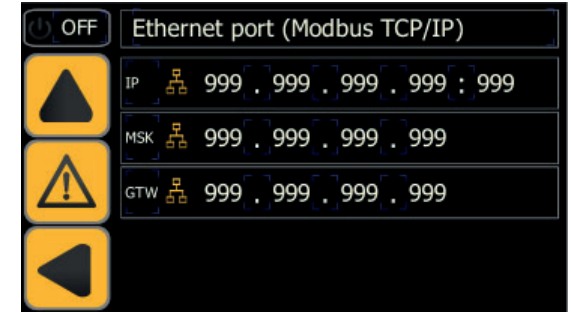 OFF
Ethernet port (Modbus TCP/IP)
IP 999 . 999 . 999 . 999 : 999
MSK 999 . 999 . 999 . 999
GTW 999 . 999 . 999 . 999